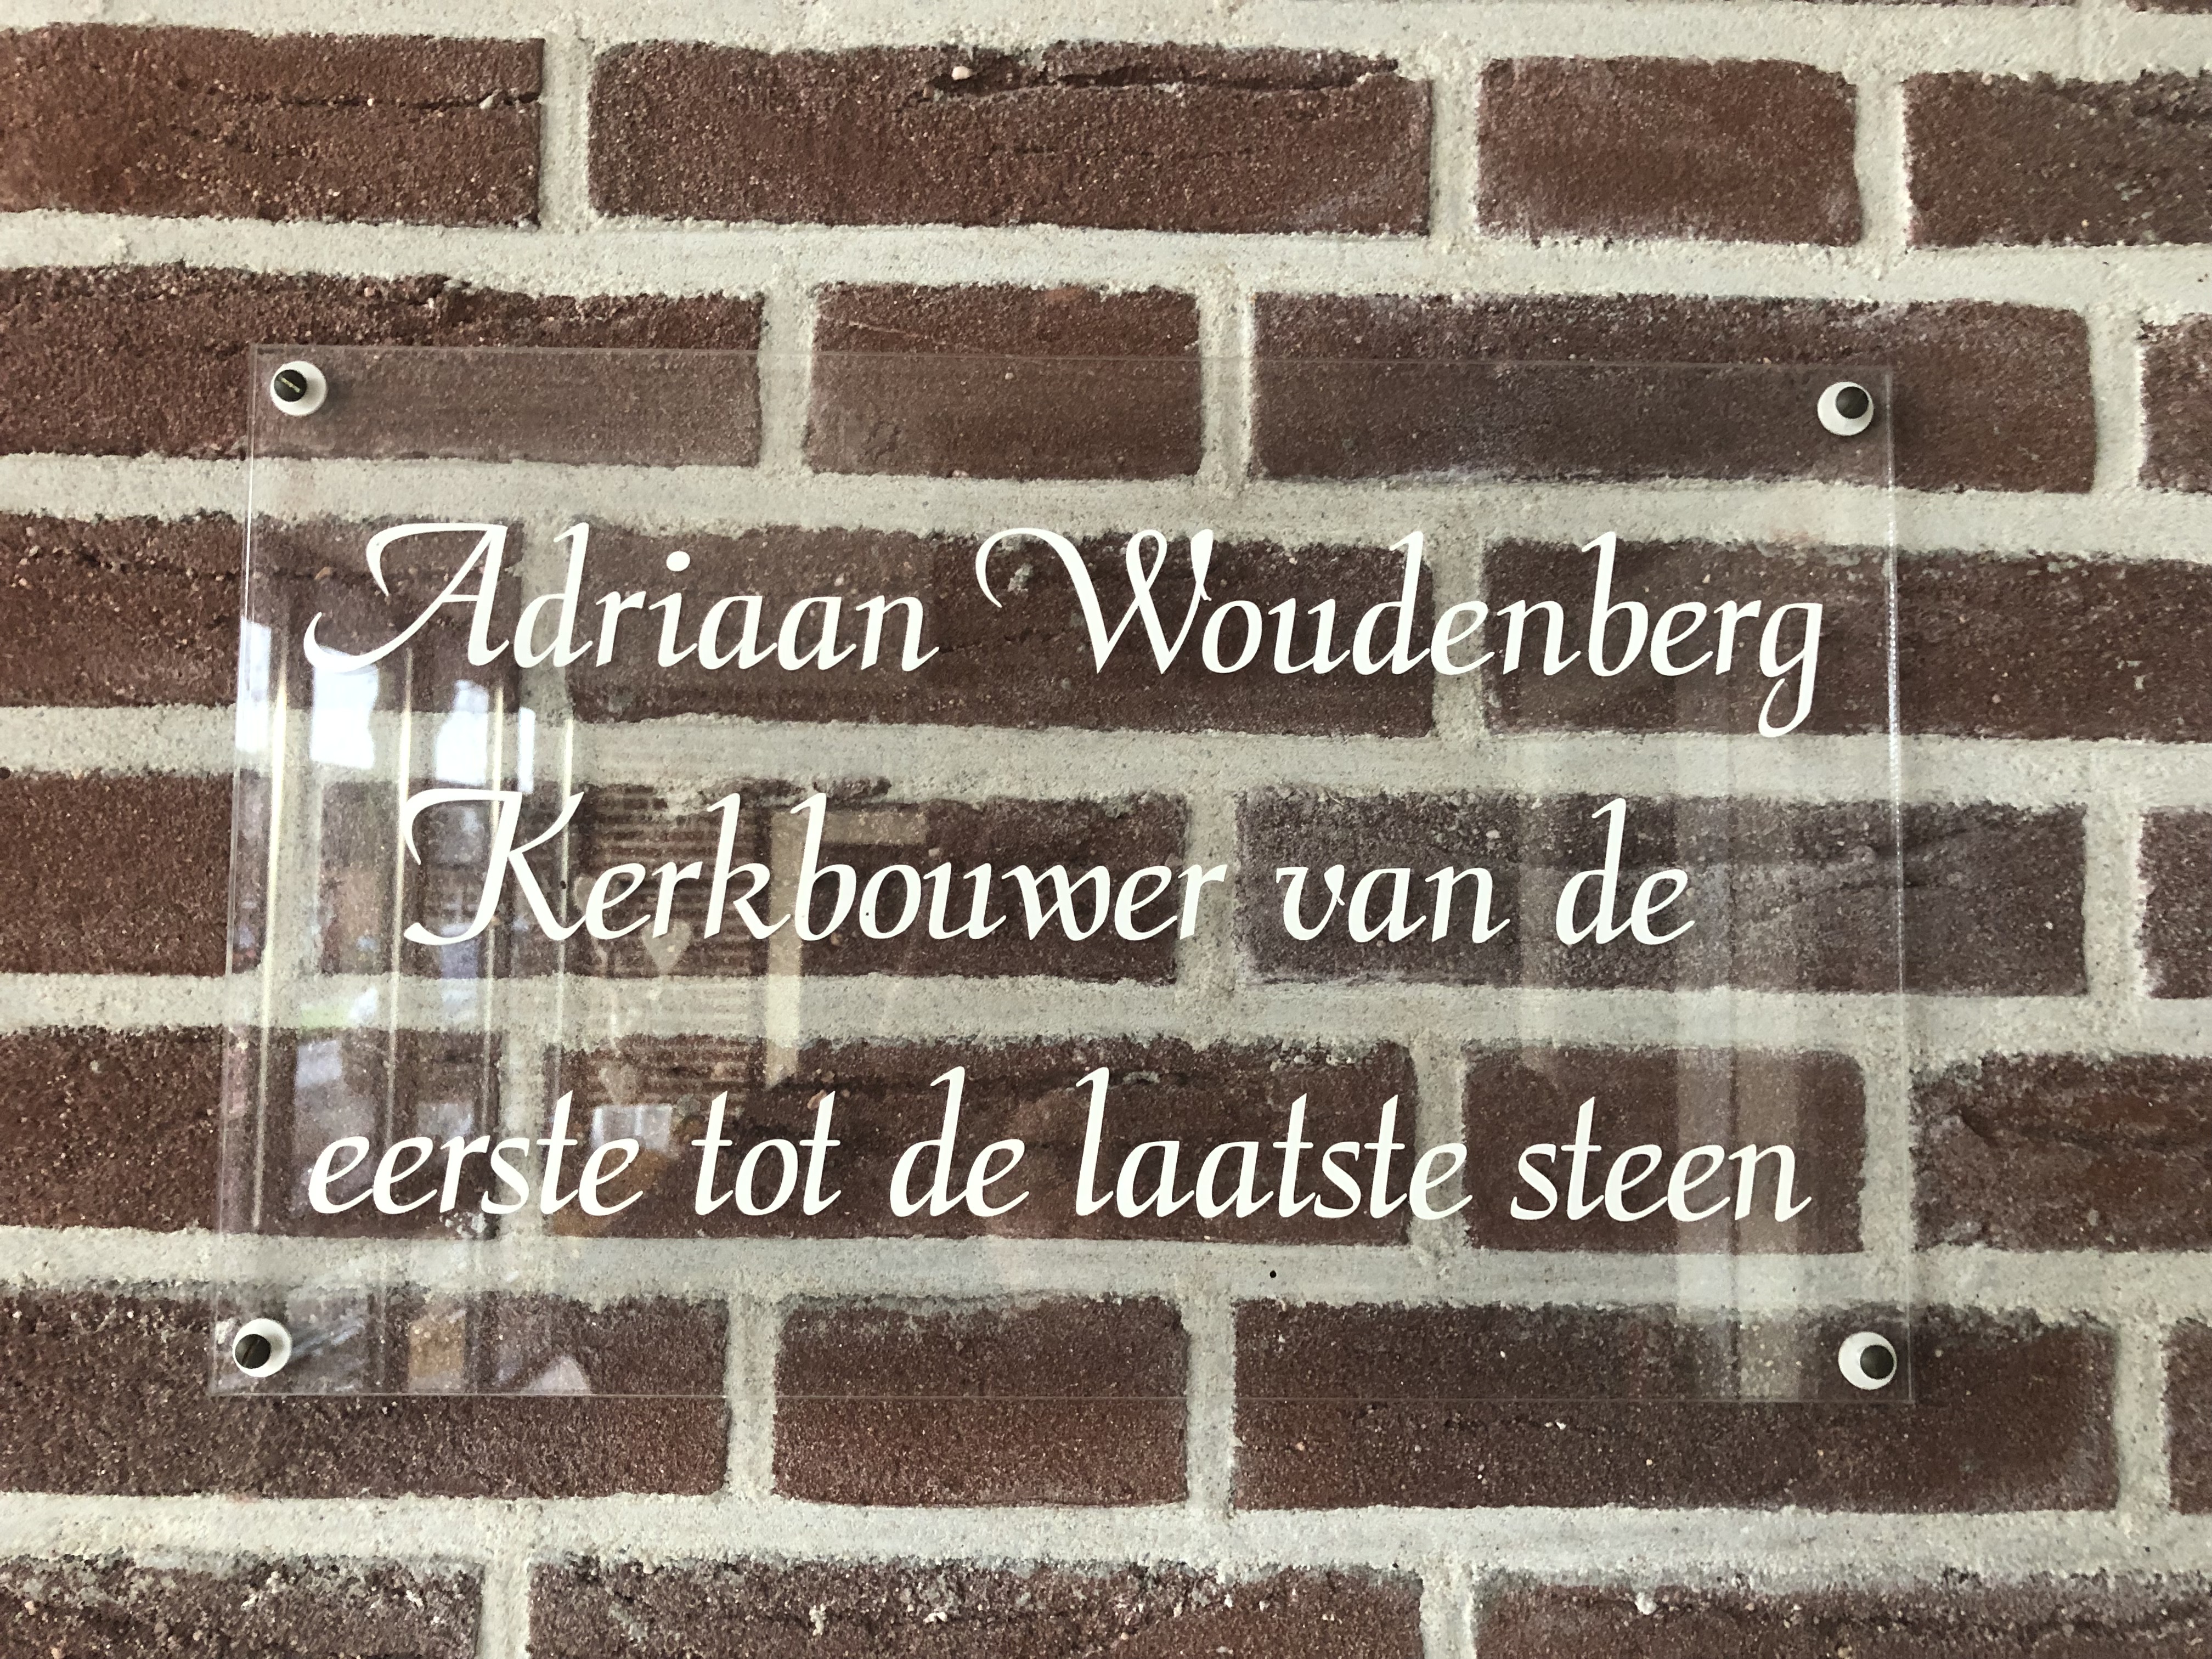 Adriaan Woudenberg
Kerkbouwer van de
eerste tot de laatste steen